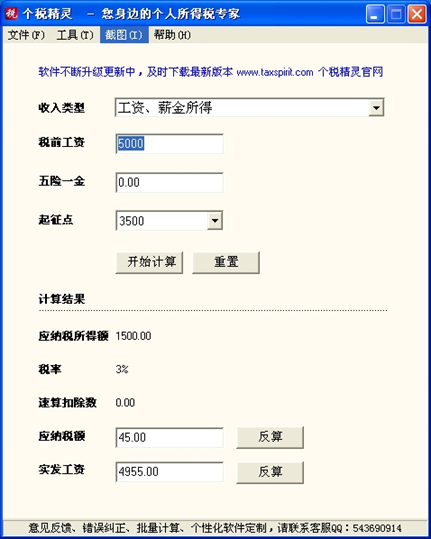 税 个税精灵 - 您身边的个人所得税专家
文件(F) 工具(T) 截图(I) 帮助(H)
软件不断升级更新中，及时下载最新版本 www.taxspirit.com 个税精灵官网
收入类型 工资、薪金所得
税前工资 5000
五险一金 0.00
起征点 3500
开始计算 重置
计算结果
应纳税所得额 1500.00
税率 3%
速算扣除数 0.00
应纳税额 45.00 反算
实发工资 4955.00 反算
意见反馈、错误纠正、批量计算、个性化软件定制，请联系客服QQ：543690914